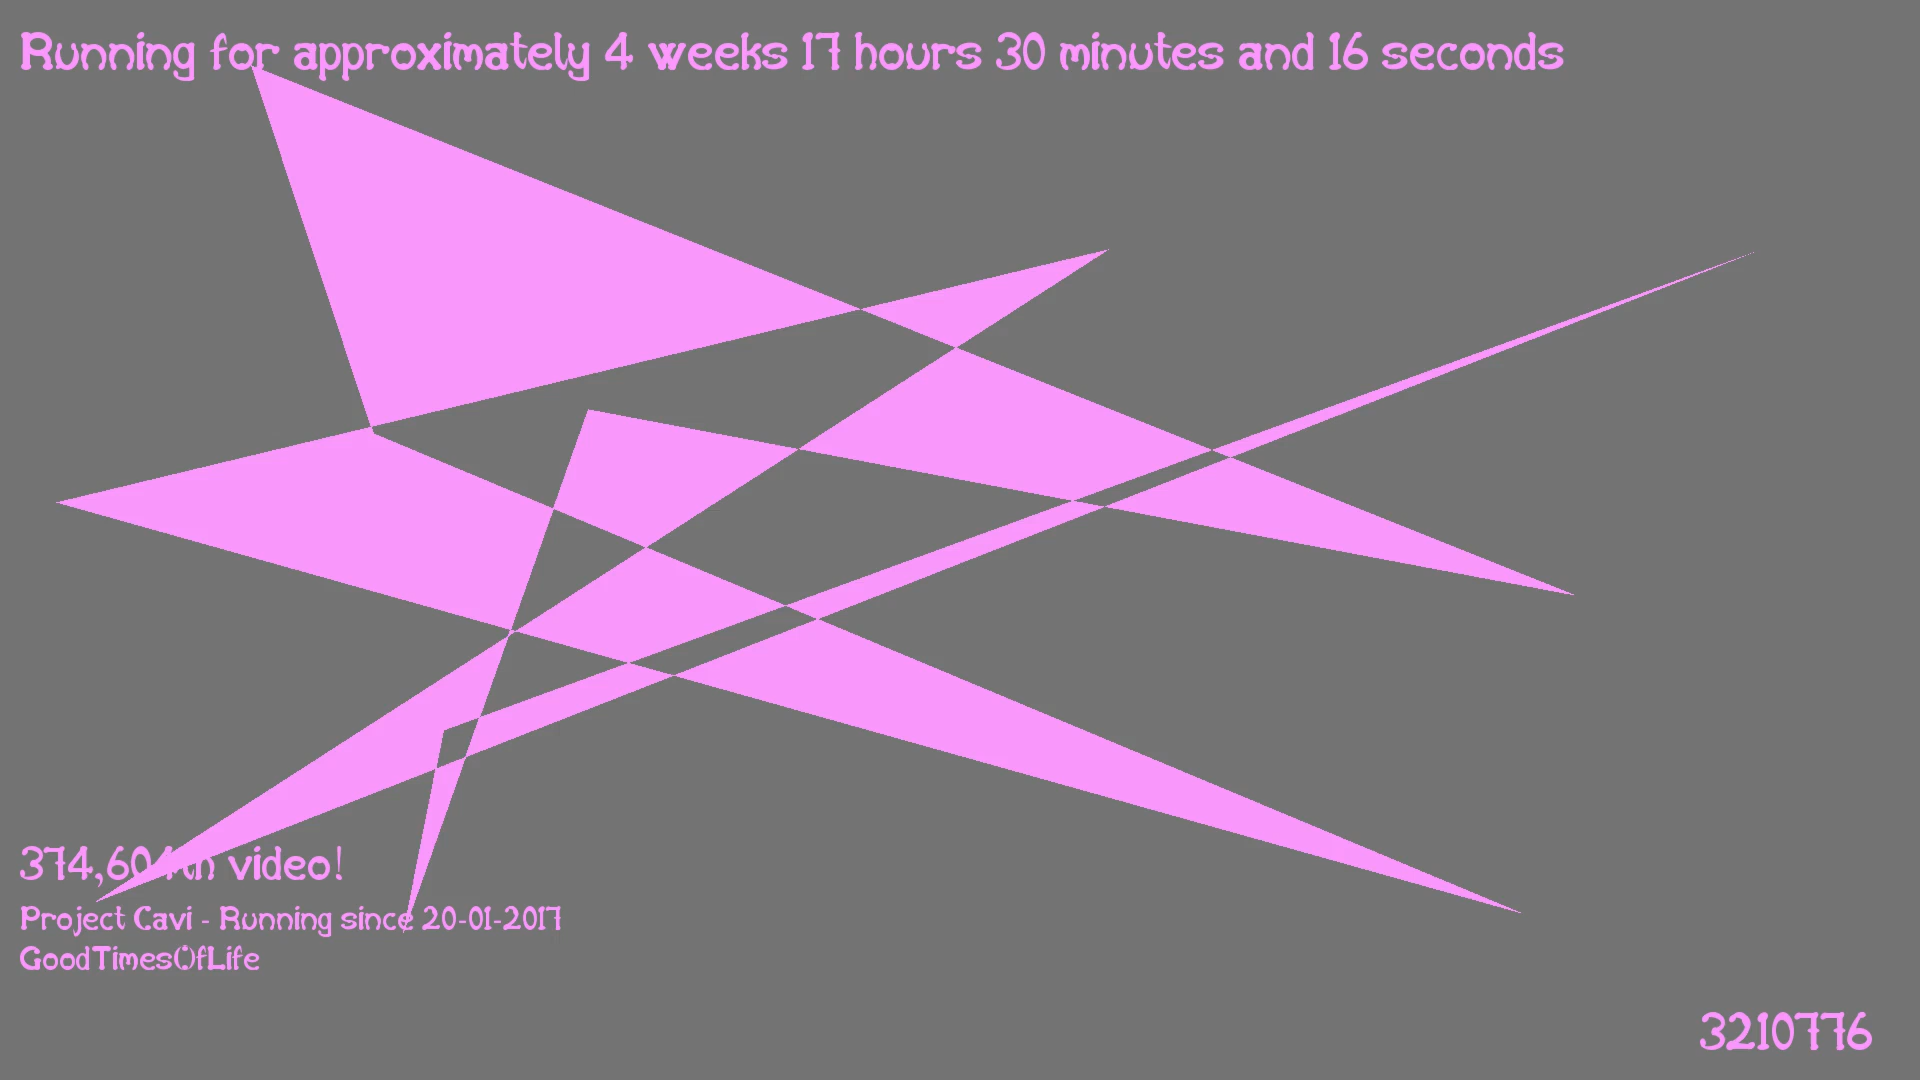 Running for approximately 4 weeks 17 hours 30 minutes and 16 seconds
video!
Project Cavi - Running since 20-01-2017
GoodTimesOfLife
3210776